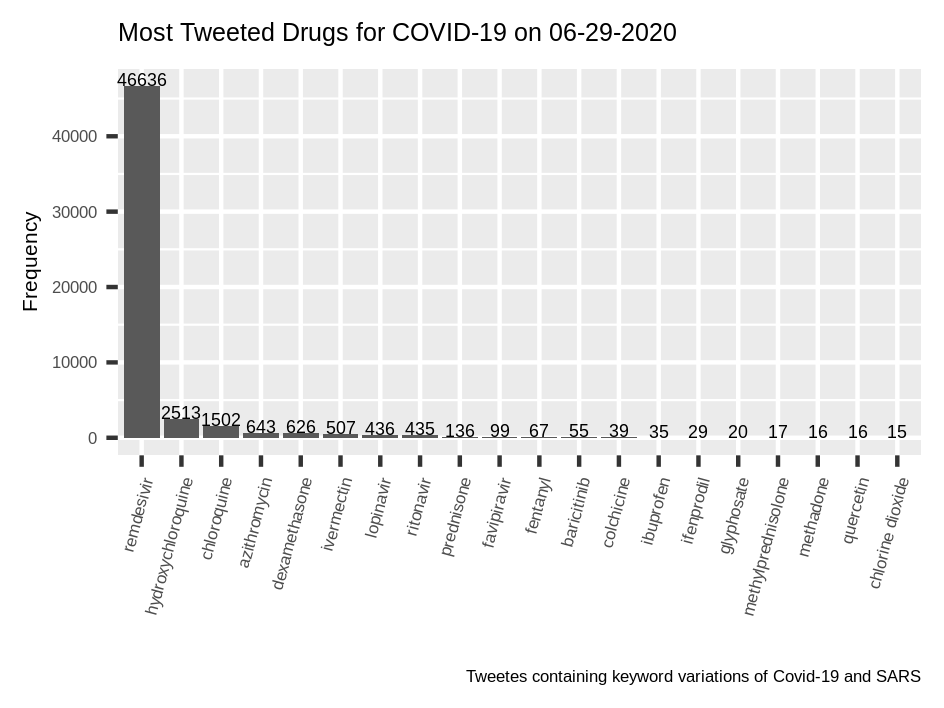 Most Tweeted Drugs for COVID-19 on 06-29-2020
46636
2513
1502
643
626
507
436
435
136
99
67
55
39
35
29
20
17
16
16
15
40000
30000
20000
10000
0
Frequency
remdesivir
hydroxychloroquine
chloroquine
azithromycin
dexamethasone
ivermectin
lopinavir
ritonavir
prednisone
favipiravir
fentanyl
baricitinib
colchicine
ibuprofen
ifenprodil
glyphosate
methylprednisolone
methadone
quercetin
chlorine dioxide
Tweetes containing keyword variations of Covid-19 and SARS